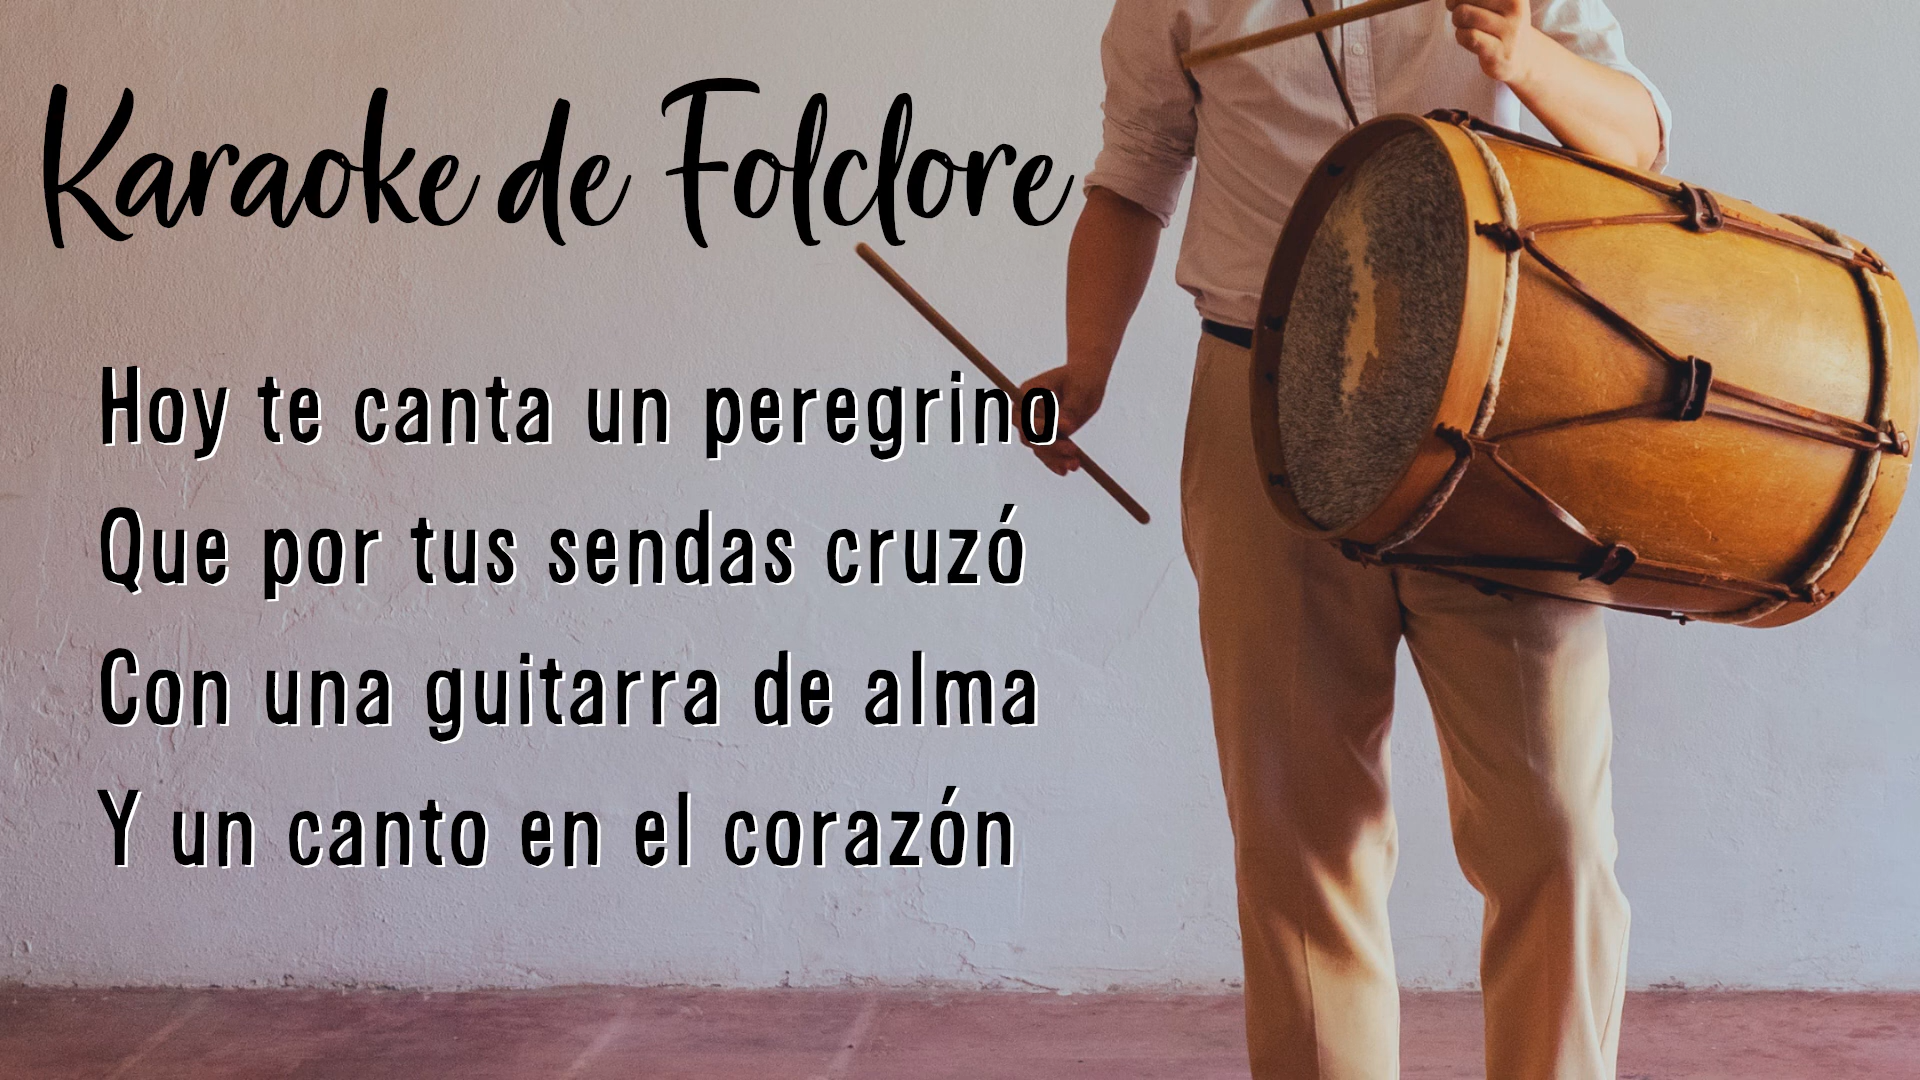 Karaoke de Folclore
Hoy te canta un peregrino
Que por tus sendas cruzó
Con una guitarra de alma
Y un canto en el corazón